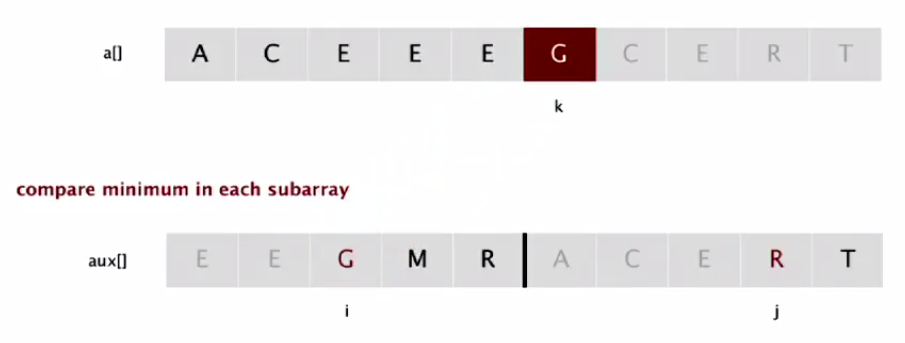 a[] A C E E E G C E R T
k
compare minimum in each subarray
aux[] E E G M R A C E R T
i j